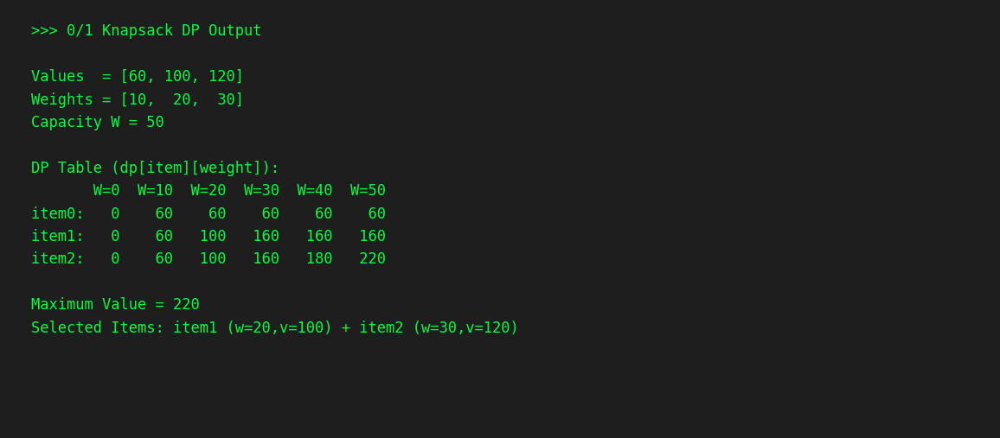 >>> 0/1 Knapsack DP Output

Values  = [60, 100, 120]
Weights = [10,  20,  30]
Capacity W = 50

DP Table (dp[item][weight]):
       W=0  W=10  W=20  W=30  W=40  W=50
item0:   0    60    60    60    60    60
item1:   0    60   100   160   160   160
item2:   0    60   100   160   180   220

Maximum Value = 220
Selected Items: item1 (w=20,v=100) + item2 (w=30,v=120)